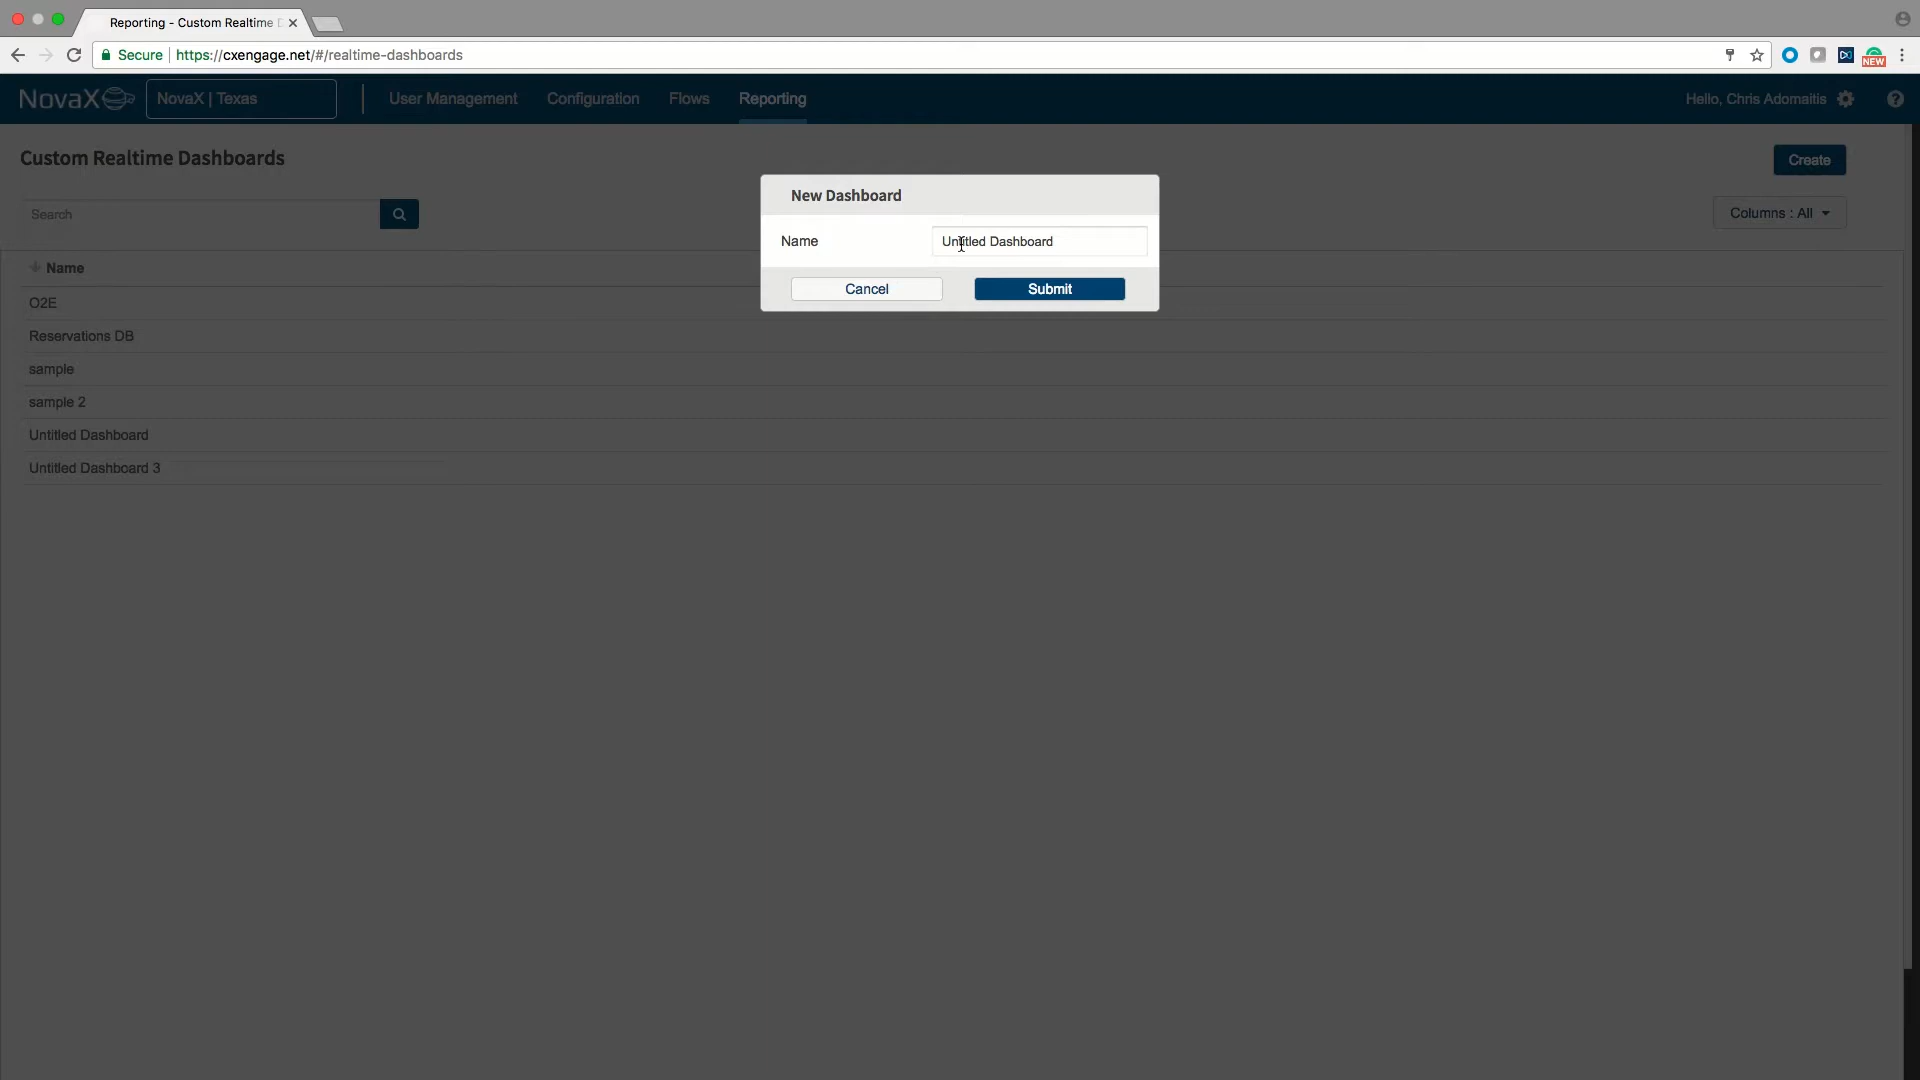 Reporting - Custom Realtime D
Secure https://cxengage.net/#/realtime-dashboards
NEW
NovaX NovaX | Texas User Management Configuration Flows Reporting Hello, Chris Adomaitis
Custom Realtime Dashboards Create
Search Columns : All
New Dashboard
Name Untitled Dashboard
Cancel Submit
Name
O2E
Reservations DB
sample
sample 2
Untitled Dashboard
Untitled Dashboard 3